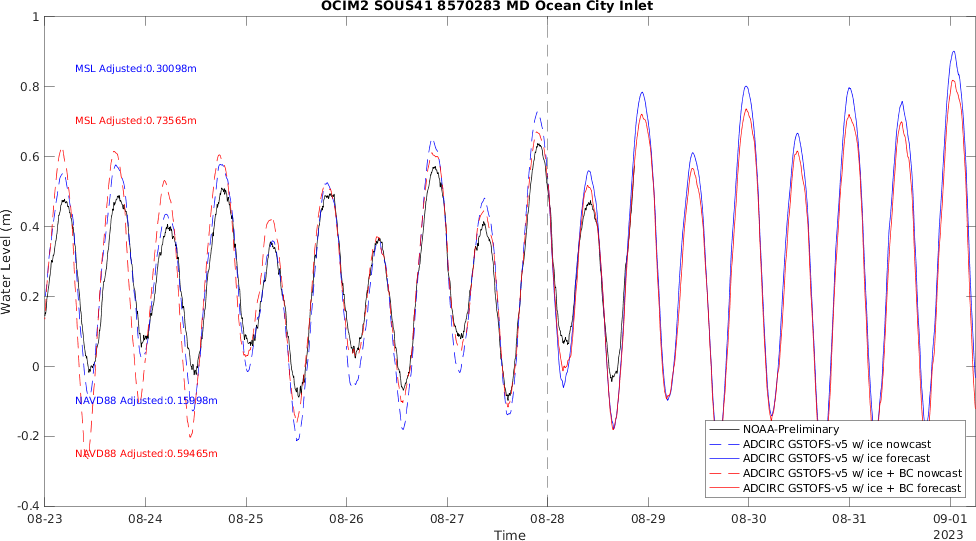 OCIM2 SOUS41 8570283 MD Ocean City Inlet
1
0.8
0.6
0.4
0.2
0
-0.2
-0.4
Water Level (m)
MSL Adjusted:0.30098m
MSL Adjusted:0.73565m
NAVD88 Adjusted:0.15998m
NAVD88 Adjusted:0.59465m
NOAA-Preliminary
ADCIRC GSTOFS-v5 w/ ice nowcast
ADCIRC GSTOFS-v5 w/ ice forecast
ADCIRC GSTOFS-v5 w/ ice + BC nowcast
ADCIRC GSTOFS-v5 w/ ice + BC forecast
08-23 08-24 08-25 08-26 08-27 08-28 08-29 08-30 08-31 09-01
Time
2023